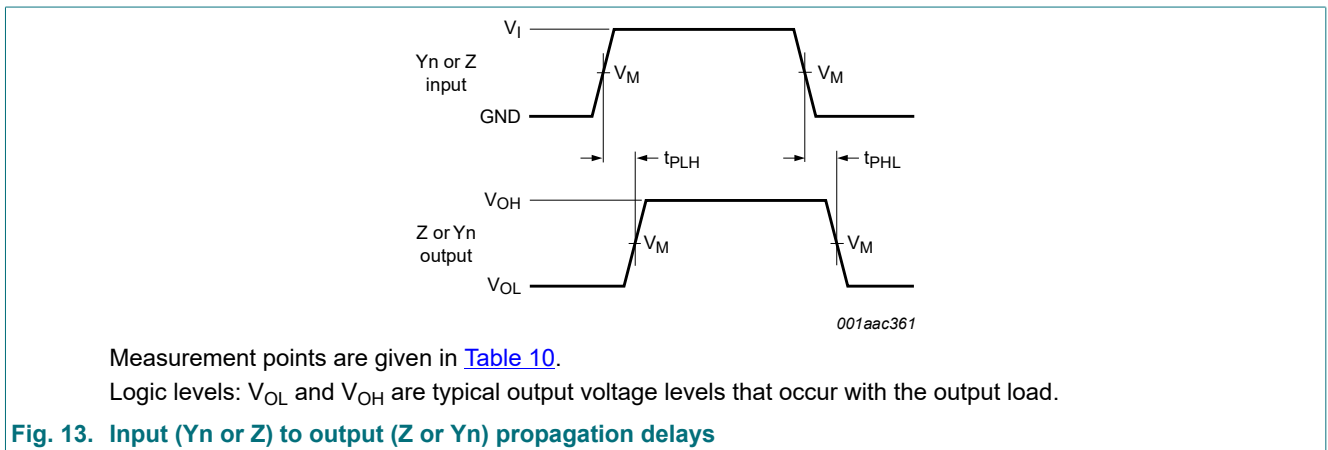 VI
Yn or Z
input
VM
VM
GND
tPLH
tPHL
VOH
Z or Yn
output
VM
VM
VOL
001aac361
Measurement points are given in Table 10.
Logic levels: VOL and VOH are typical output voltage levels that occur with the output load.
Fig. 13. Input (Yn or Z) to output (Z or Yn) propagation delays